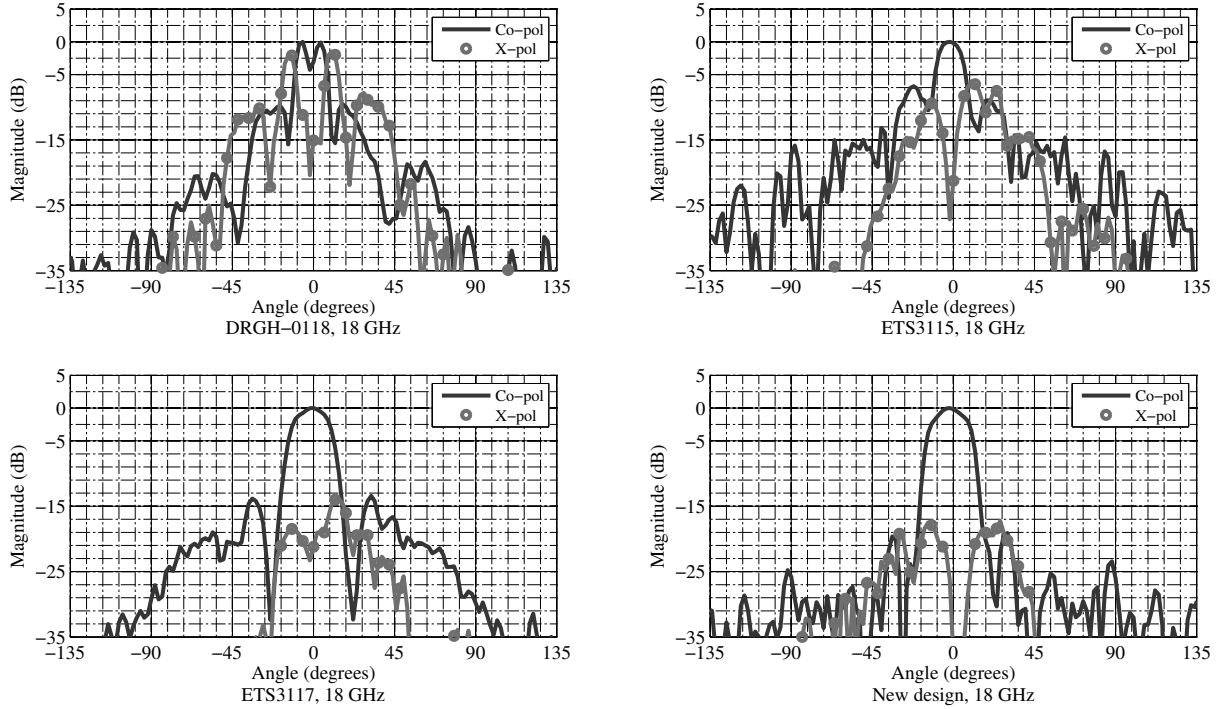 5
0
−5
−15
−25
−35
Magnitude (dB)
Co−pol
X−pol
−135 −90 −45 0 45 90 135
Angle (degrees)
DRGH−0118, 18 GHz
5
0
−5
−15
−25
−35
Magnitude (dB)
Co−pol
X−pol
−135 −90 −45 0 45 90 135
Angle (degrees)
ETS3115, 18 GHz
5
0
−5
−15
−25
−35
Magnitude (dB)
Co−pol
X−pol
−135 −90 −45 0 45 90 135
Angle (degrees)
ETS3117, 18 GHz
5
0
−5
−15
−25
−35
Magnitude (dB)
Co−pol
X−pol
−135 −90 −45 0 45 90 135
Angle (degrees)
New design, 18 GHz